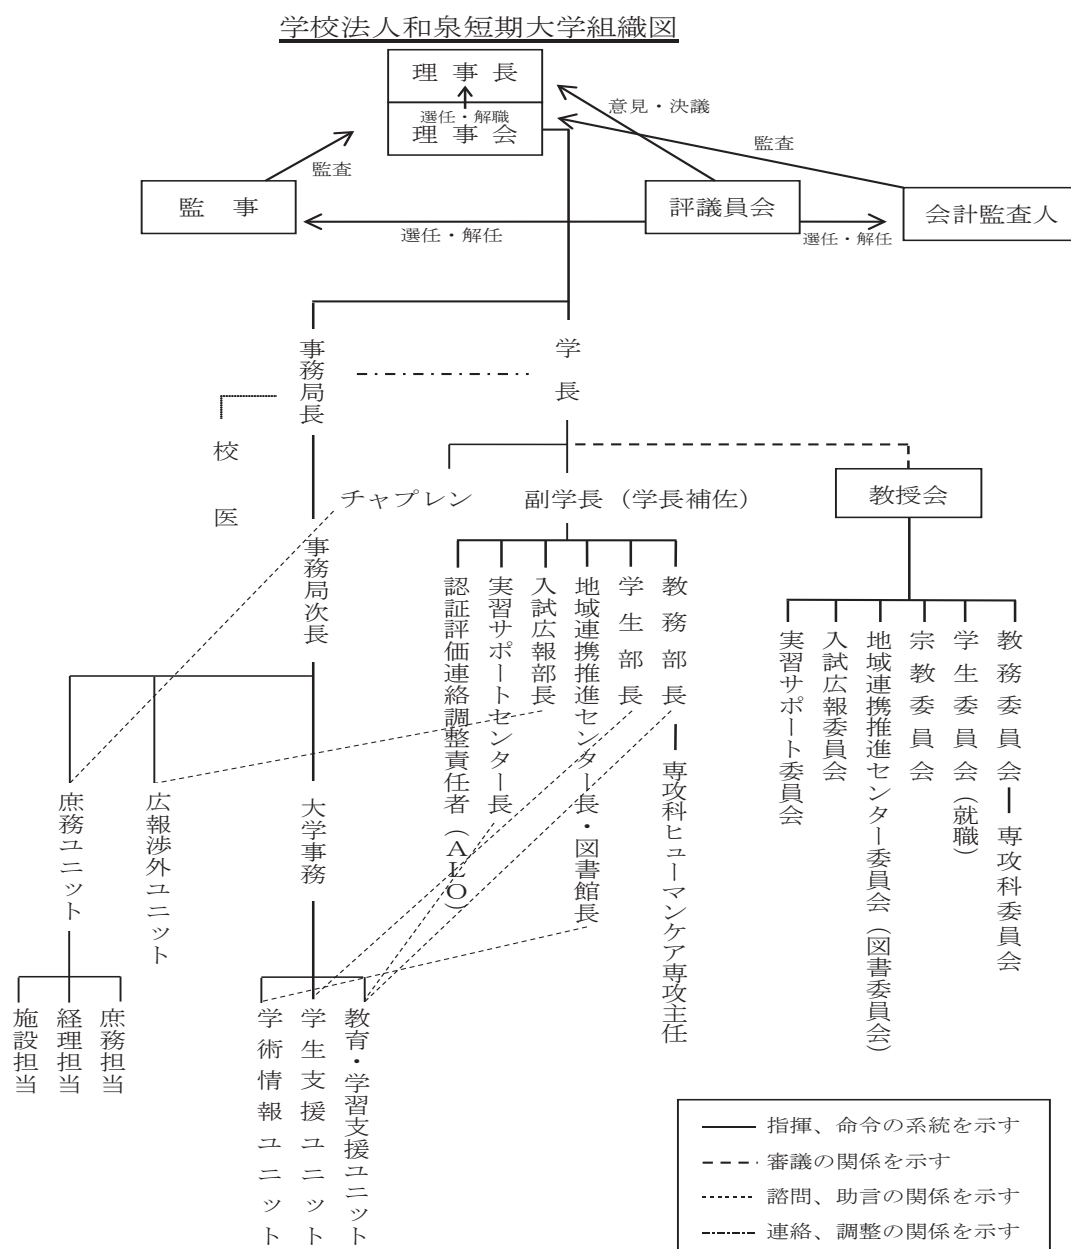 学校法人和泉短期大学組織図
理事長
選任・解職
理事会
意見・決議
監査
監査
監事
評議員会
会計監査人
選任・解任
選任・解任
事務局長
学長
校医
チャプレン
副学長（学長補佐）
教授会
事務局次長
認証評価連絡調整責任者（ALO）
実習サポートセンター長
入試広報部長
地域連携推進センター長・図書館長
学生部長
教務部長
専攻科ヒューマンケア専攻主任
実習サポート委員会
入試広報委員会
地域連携推進センター委員会（図書委員会）
宗教委員会
学生委員会（就職）
教務委員会
専攻科委員会
庶務ユニット
広報渉外ユニット
大学事務
施設担当
経理担当
庶務担当
学術情報ユニット
学生支援ユニット
教育・学習支援ユニット
指揮、命令の系統を示す
審議の関係を示す
諮問、助言の関係を示す
連絡、調整の関係を示す